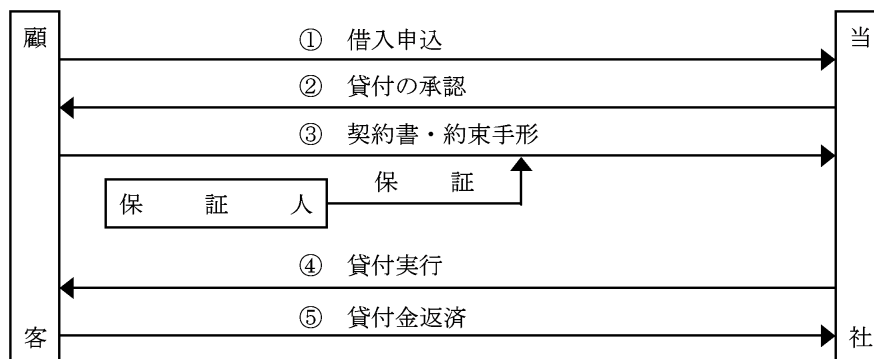 顧客
当社
① 借入申込
② 貸付の承認
③ 契約書・約束手形
保証
保証人
④ 貸付実行
⑤ 貸付金返済